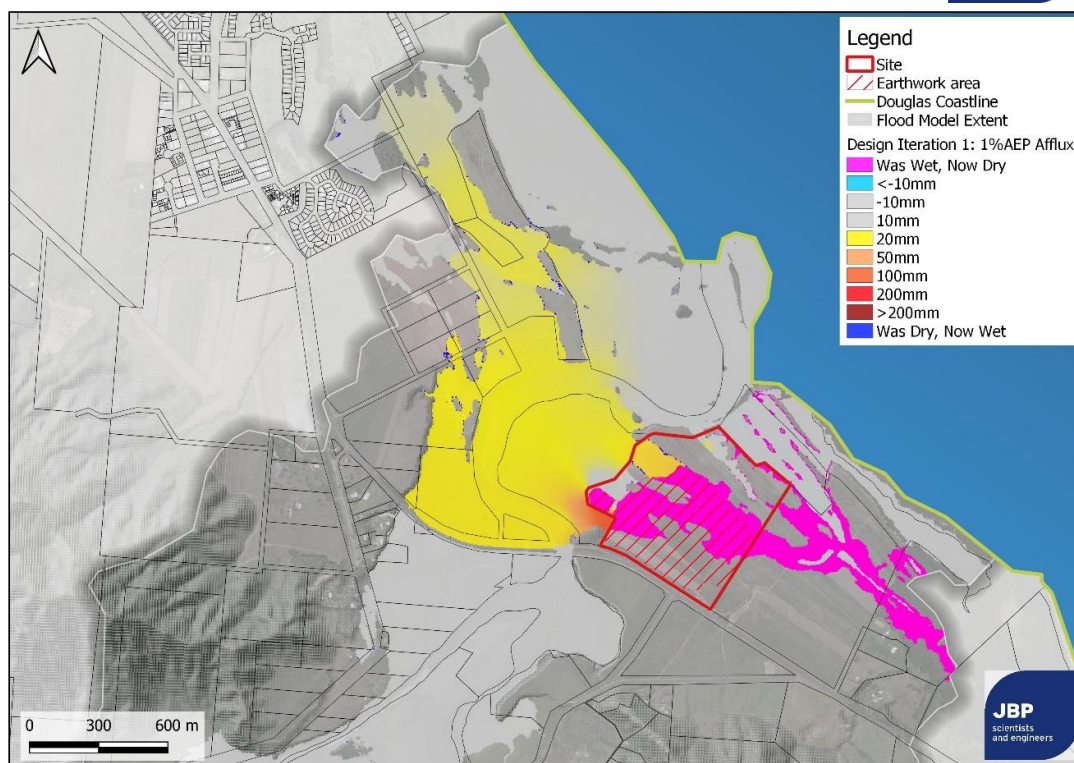 Legend
Site
Earthwork area
Douglas Coastline
Flood Model Extent
Design Iteration 1: 1%AEP Afflux
Was Wet, Now Dry
<-10mm
-10mm
10mm
20mm
50mm
100mm
200mm
>200mm
Was Dry, Now Wet
0 300 600 m
JBP
scientists
and engineers